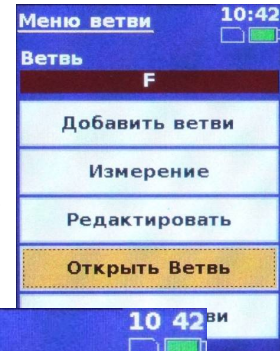 Меню ветви 10:42
Ветвь
F
Добавить ветви
Измерение
Редактировать
Открыть Ветвь
10 42